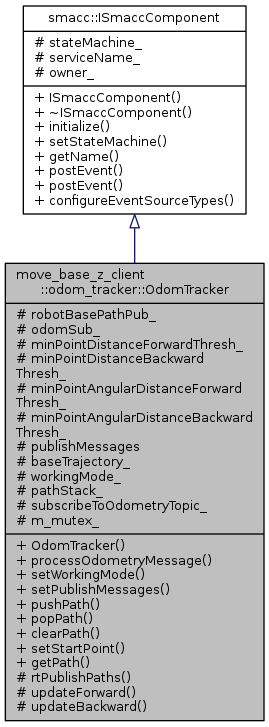 smacc::ISmaccComponent
# stateMachine_
# serviceName_
# owner_
+ ISmaccComponent()
+ ~ISmaccComponent()
+ initialize()
+ setStateMachine()
+ getName()
+ postEvent()
+ postEvent()
+ configureEventSourceTypes()
move_base_z_client
::odom_tracker::OdomTracker
# robotBasePathPub_
# odomSub_
# minPointDistanceForwardThresh_
# minPointDistanceBackward
Thresh_
# minPointAngularDistanceForward
Thresh_
# minPointAngularDistanceBackward
Thresh_
# publishMessages
# baseTrajectory_
# workingMode_
# pathStack_
# subscribeToOdometryTopic_
# m_mutex_
+ OdomTracker()
+ processOdometryMessage()
+ setWorkingMode()
+ setPublishMessages()
+ pushPath()
+ popPath()
+ clearPath()
+ setStartPoint()
+ getPath()
# rtPublishPaths()
# updateForward()
# updateBackward()